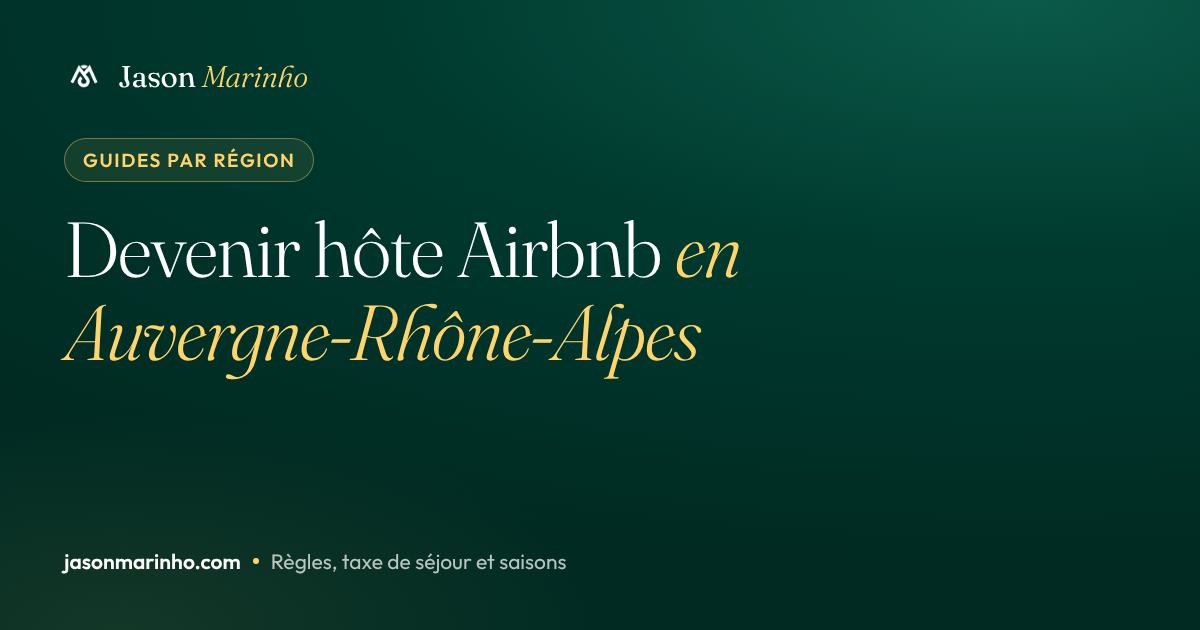 Jason Marinho
GUIDES PAR RÉGION
Devenir hôte Airbnb en
Auvergne-Rhône-Alpes
jasonmarinho.com • Règles, taxe de séjour et saisons